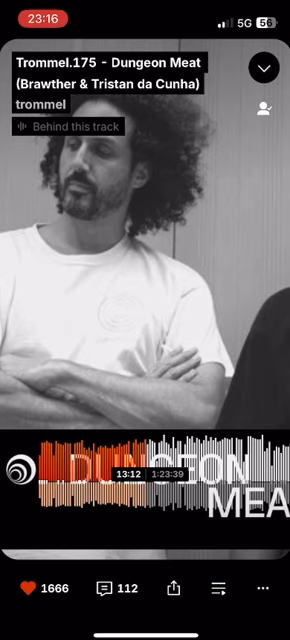 23:16
5G 56
Trommel.175 - Dungeon Meat
(Brawther & Tristan da Cunha)
trommel
Behind this track
DUNGEON
13:12 | 1:23:39
MEA
1666
112